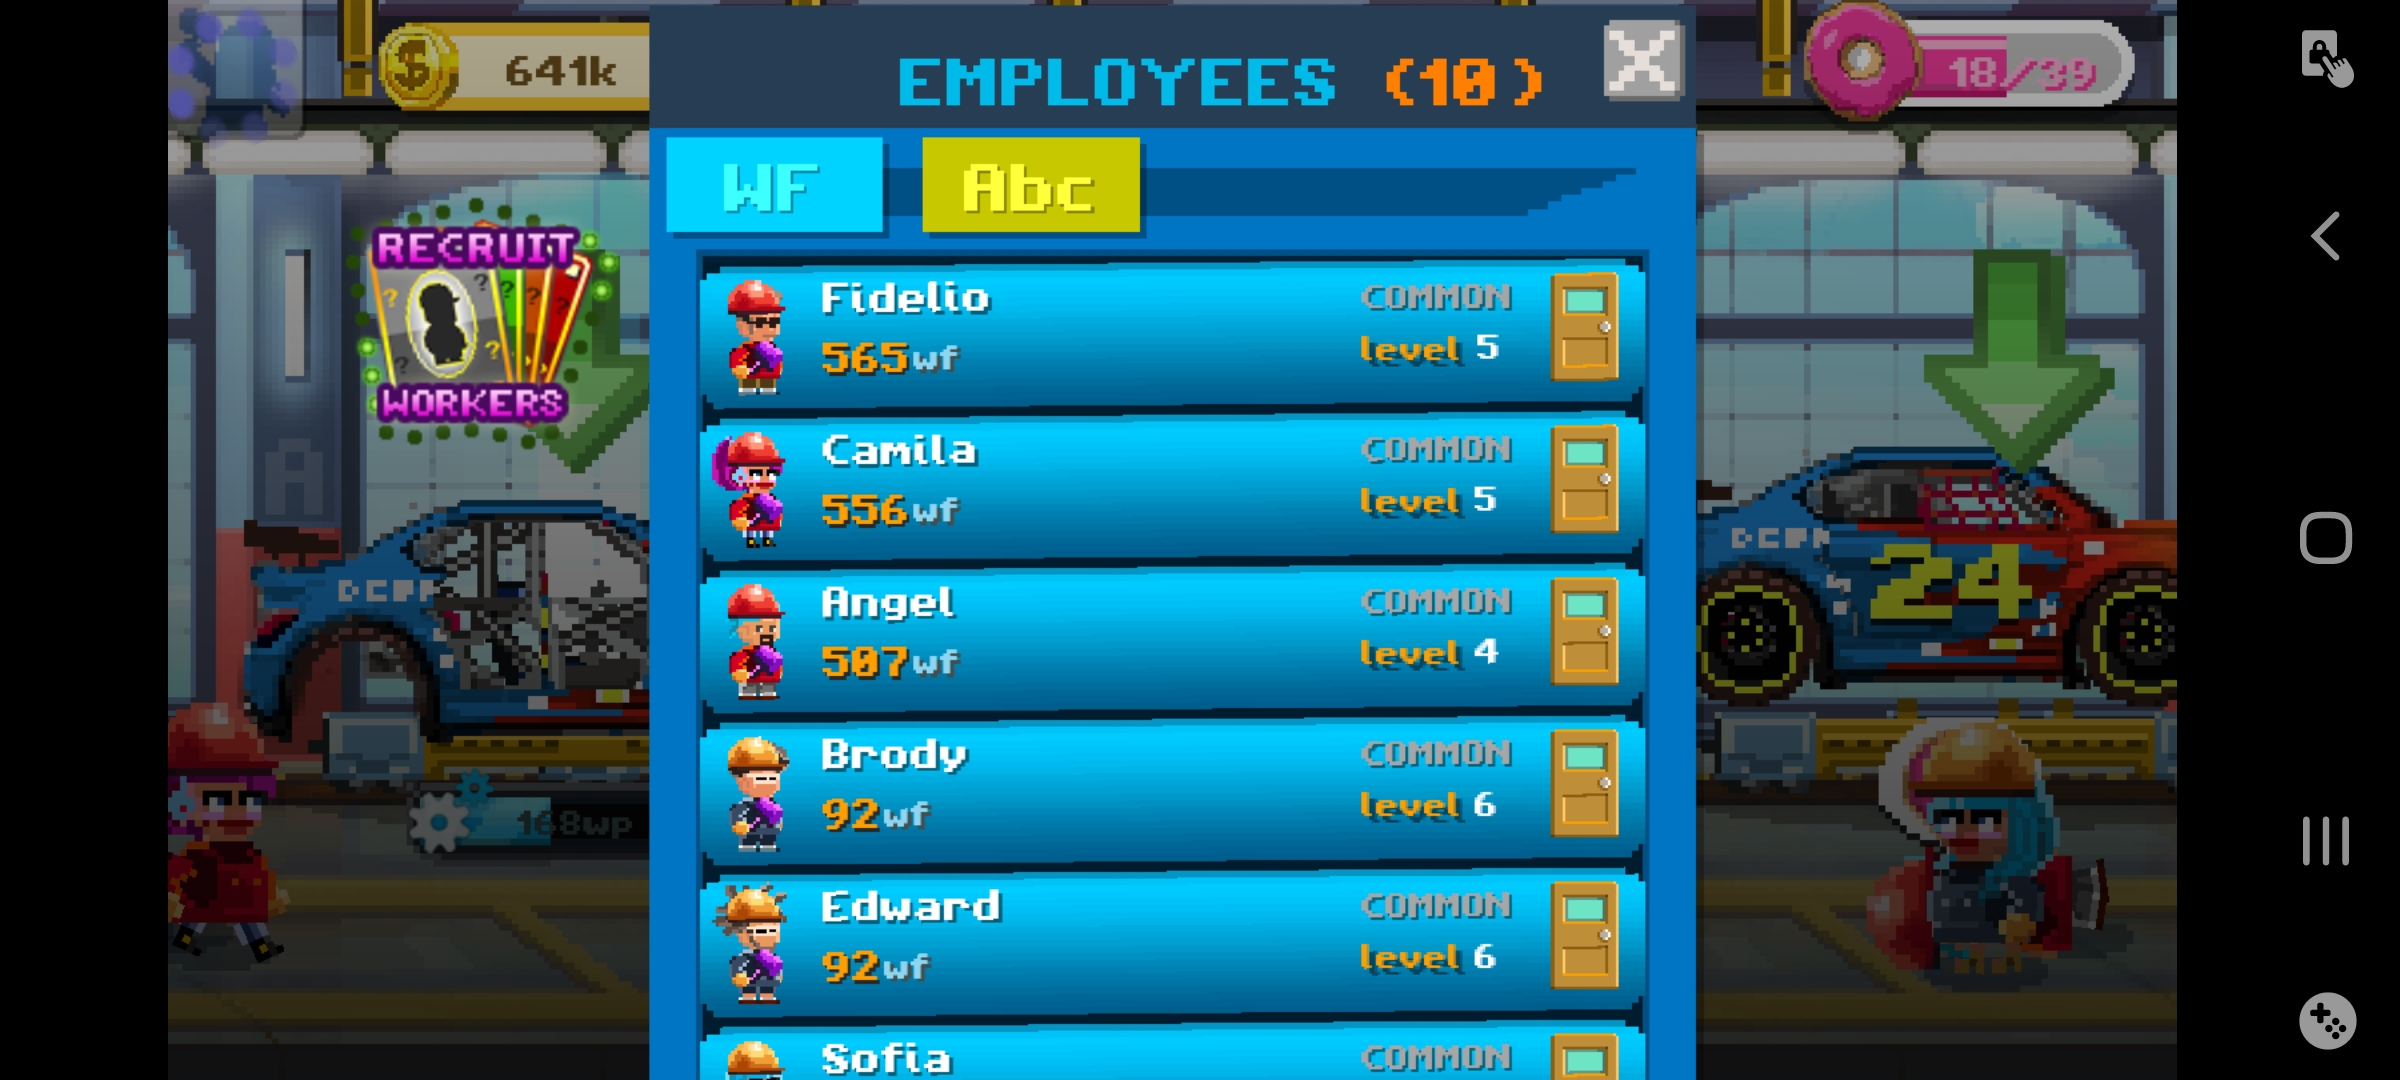 641k
EMPLOYEES (10)
18/39
WF
Abc
RECRUIT
WORKERS
Fidelio
COMMON
565wf
level 5
Camila
COMMON
556wf
level 5
Angel
COMMON
507wf
level 4
Brody
COMMON
92wf
level 6
Edward
COMMON
92wf
level 6
Sofia
COMMON
24
168wp